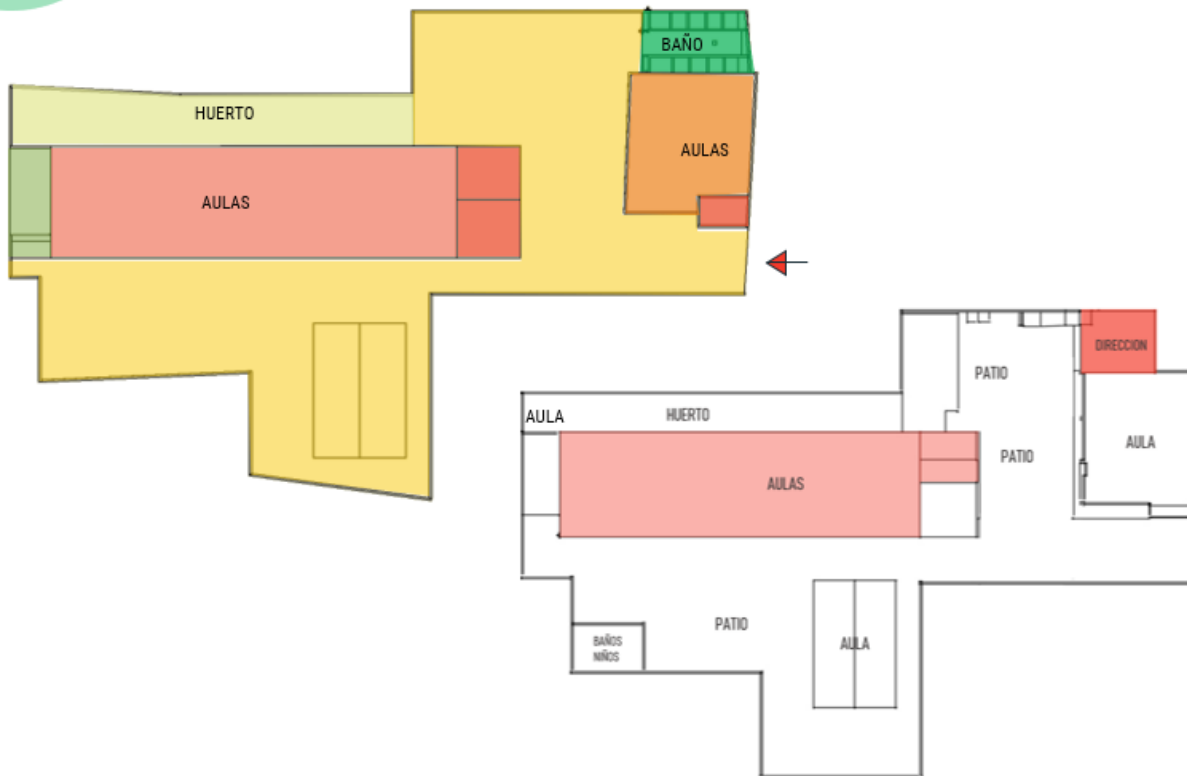 BAÑO
HUERTO
AULAS
AULAS
DIRECCION
PATIO
AULA
HUERTO
AULA
PATIO
AULAS
PATIO
AULA
BAÑOS
NIÑOS